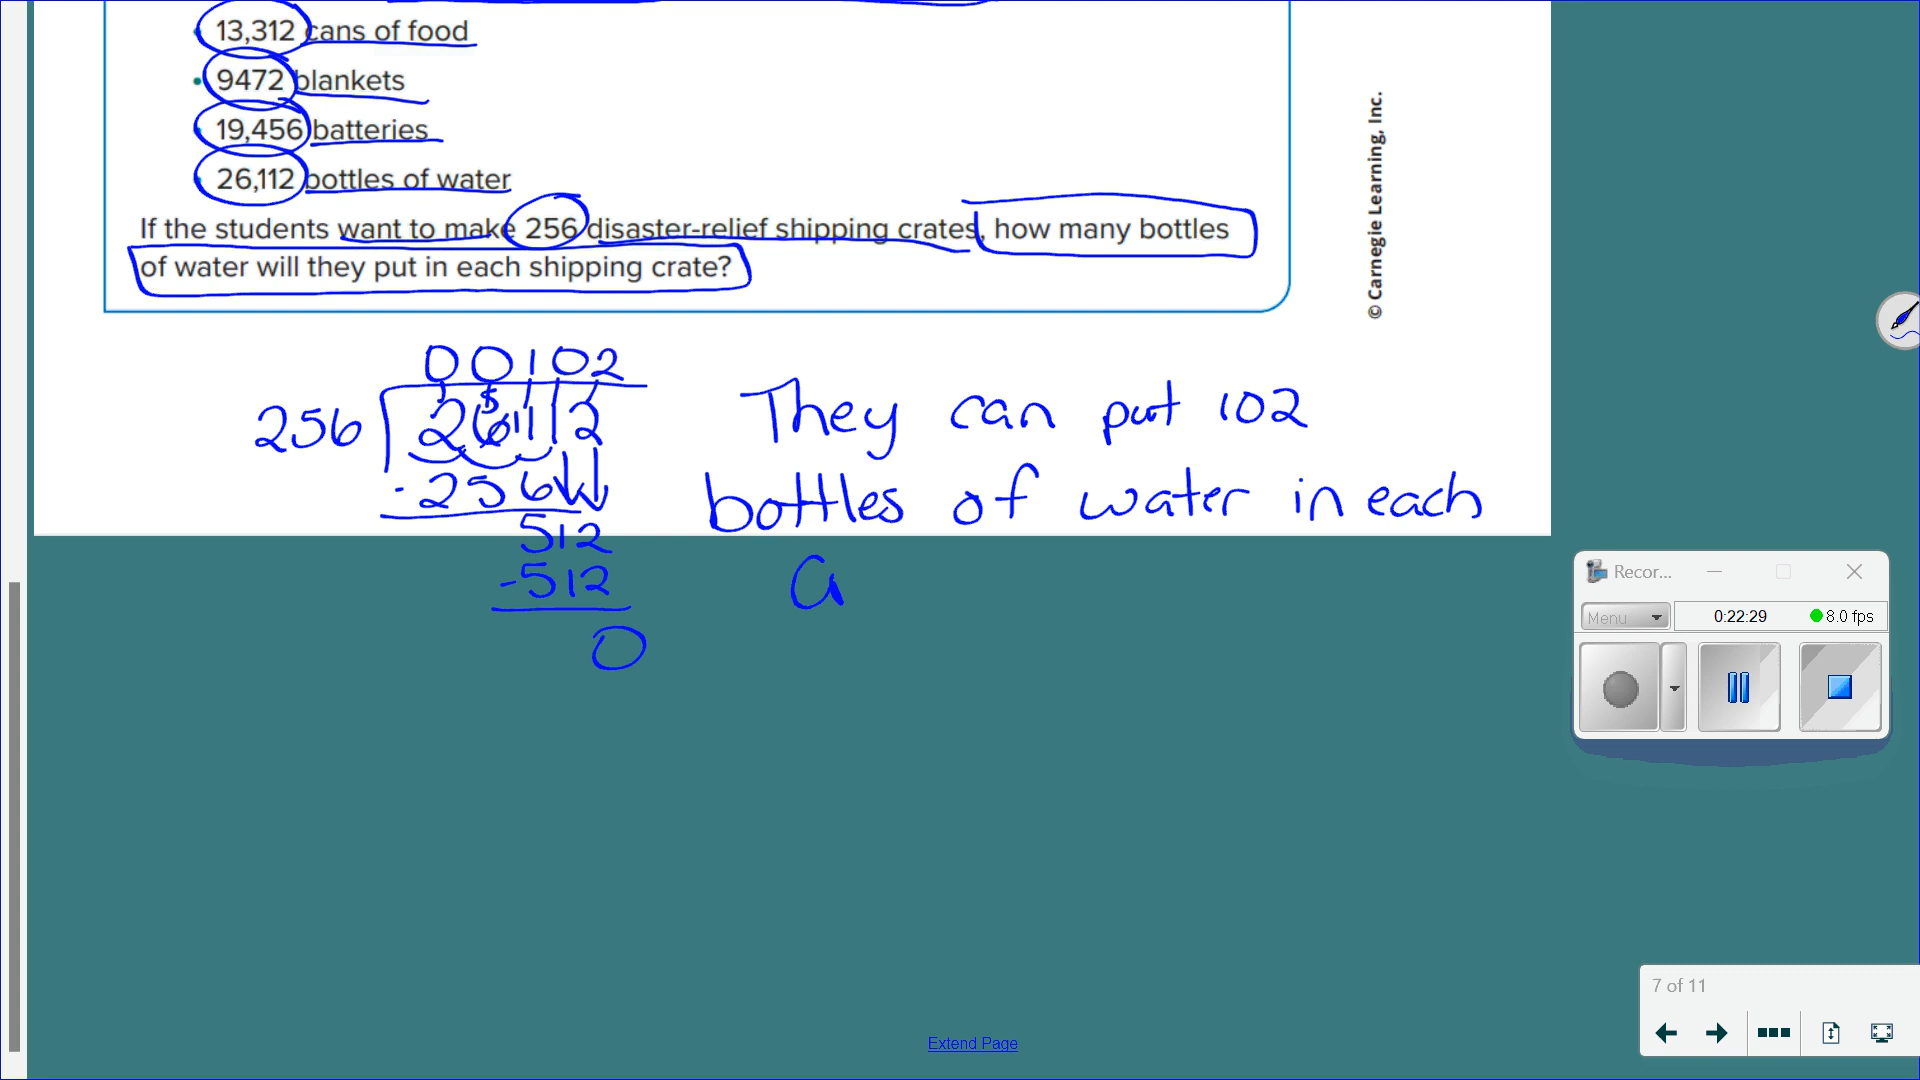 13,312 cans of food
• 9472 blankets
19,456 batteries
26,112 bottles of water
If the students want to make 256 disaster-relief shipping crates, how many bottles
of water will they put in each shipping crate?
© Carnegie Learning, Inc.
00102
256 26112
- 256
512
-512
0
They can put 102
bottles of water in each
Recor...
Menu
0:22:29
8.0 fps
7 of 11
Extend Page